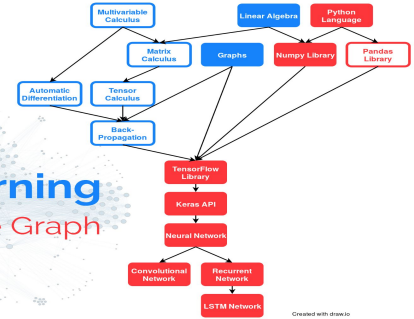 Multivariable
Calculus
Linear Algebra
Python
Language
Matrix
Calculus
Graphs
Numpy Library
Pandas
Library
Automatic
Differentiation
Tensor
Calculus
Back-
Propagation
TensorFlow
Library
rning
Graph
Keras API
Neural Network
Convolutional
Network
Recurrent
Network
LSTM Network
Created with draw.io